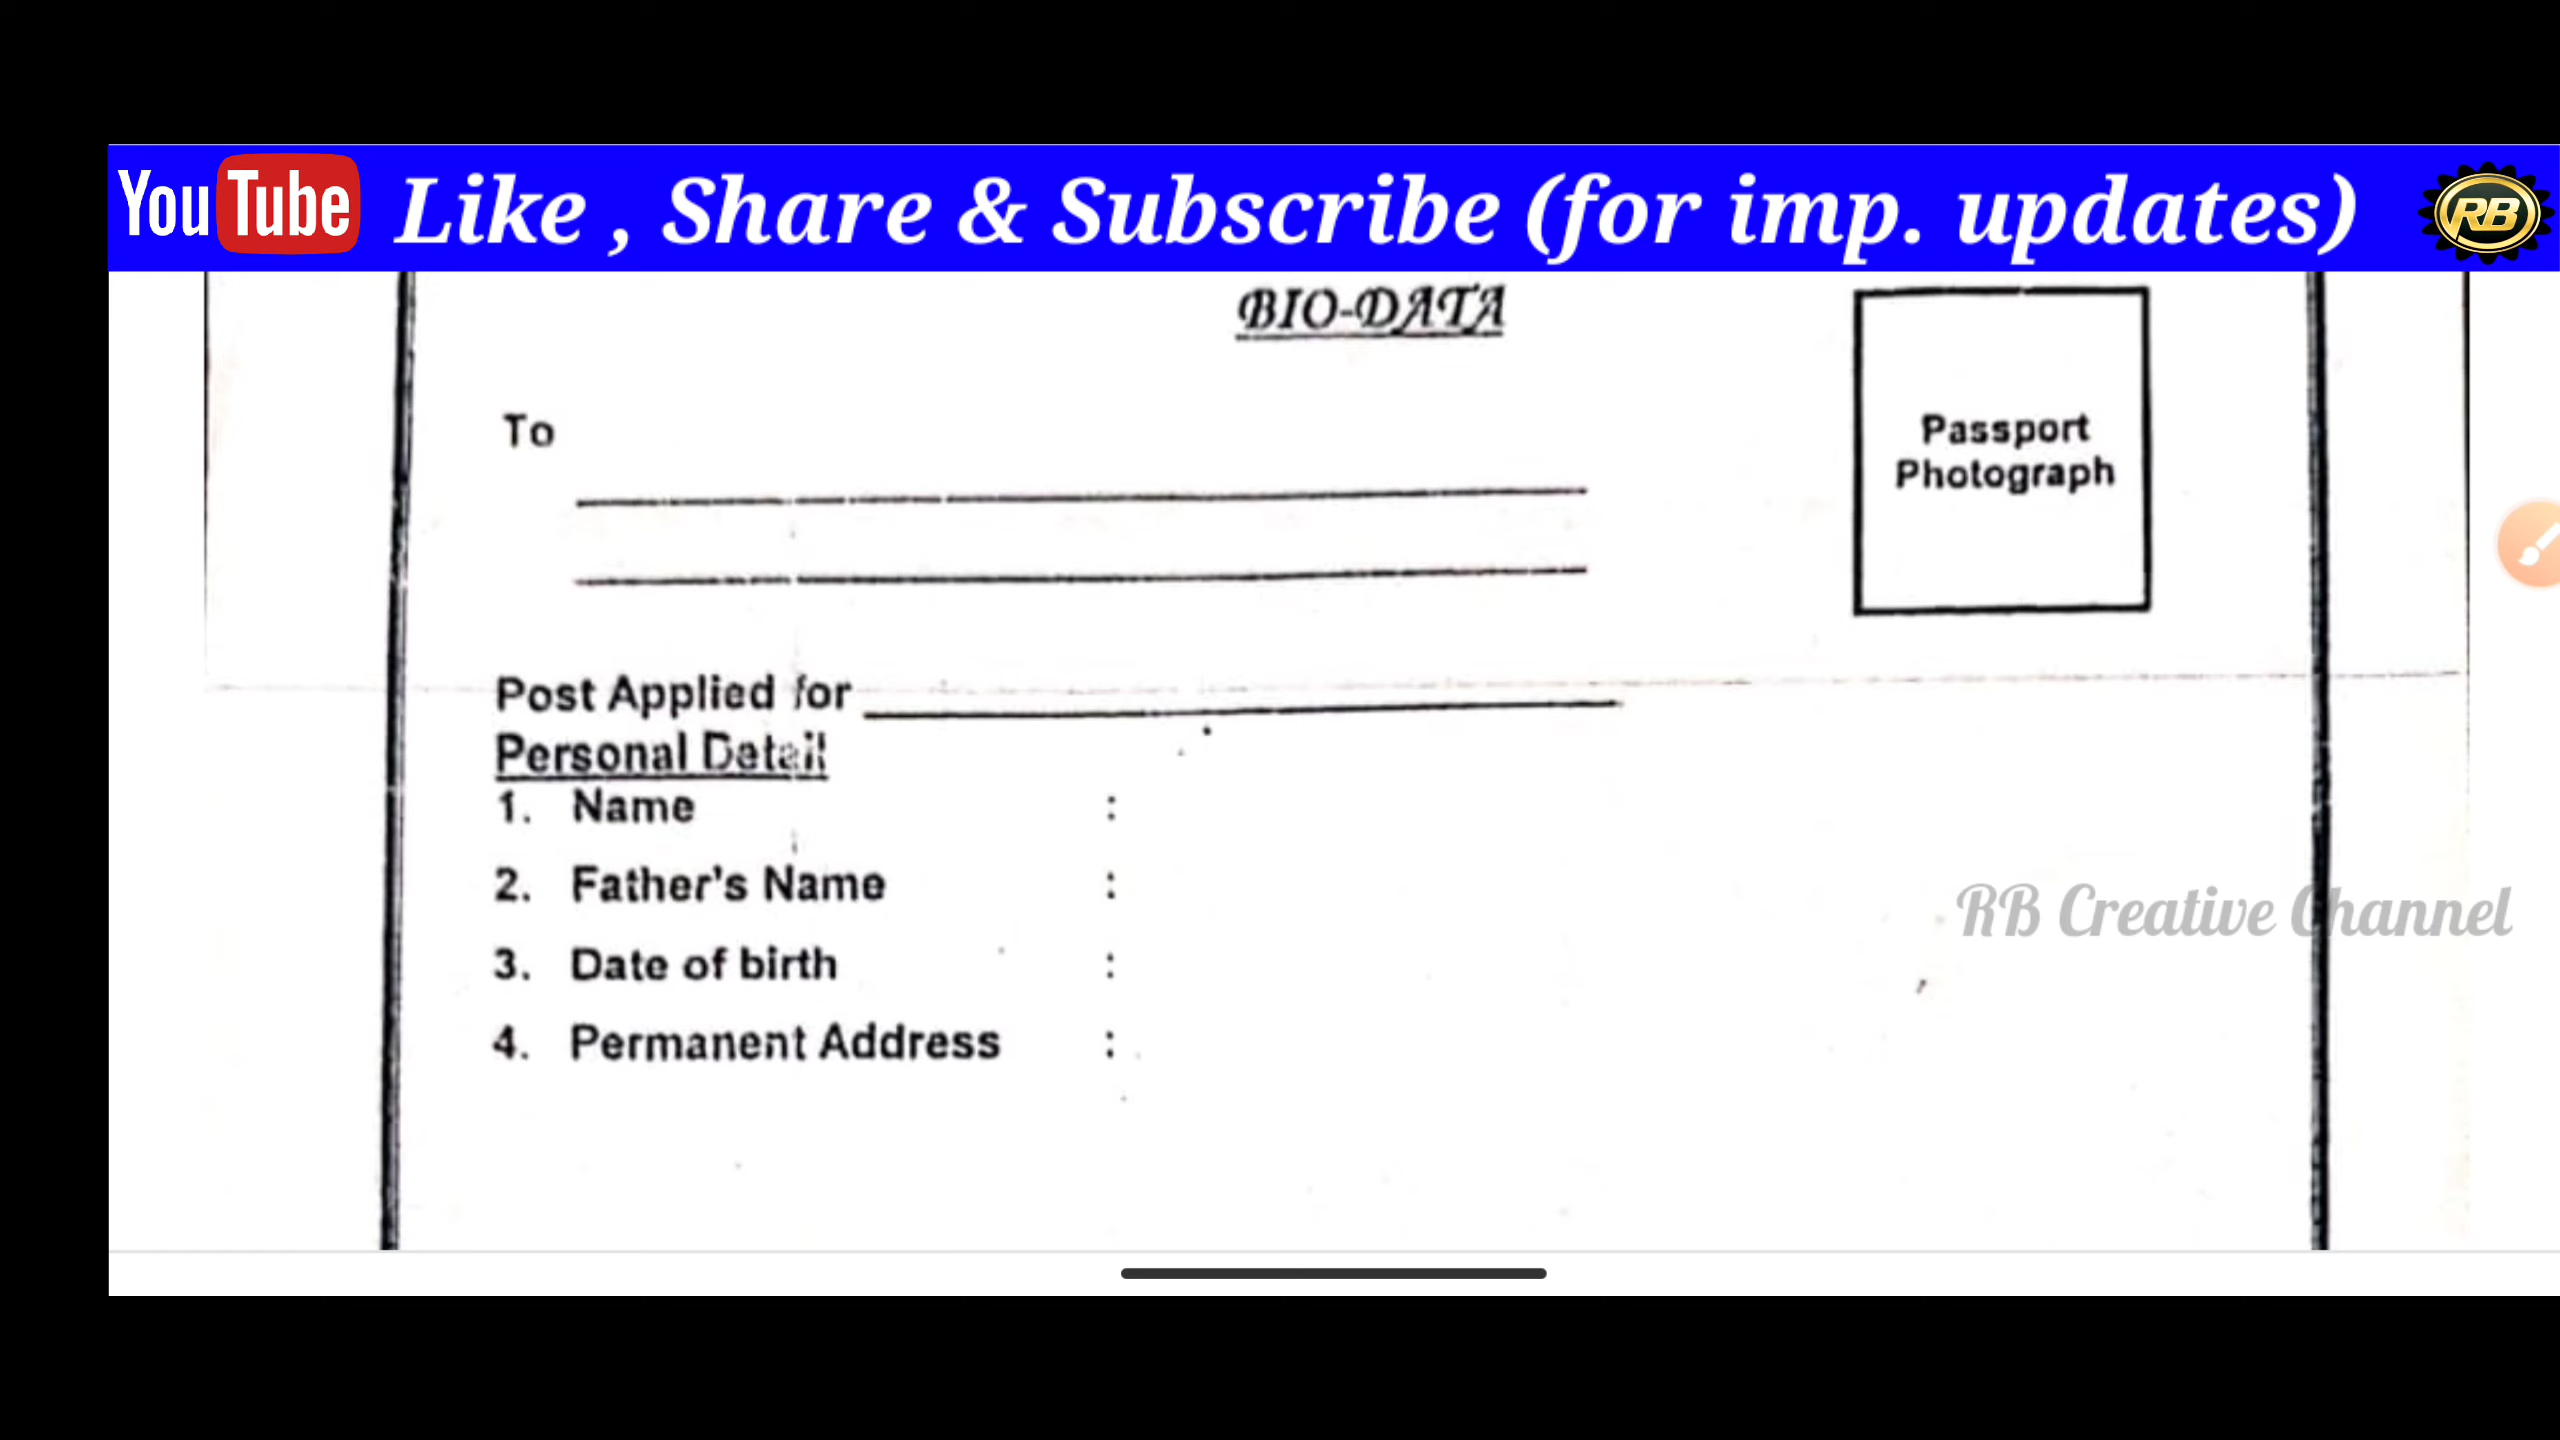 YouTube Like , Share & Subscribe (for imp. updates) RB
BIO-DATA
To
Passport
Photograph
Post Applied for
Personal Detail
1. Name :
2. Father's Name :
3. Date of birth :
4. Permanent Address :
RB Creative Channel